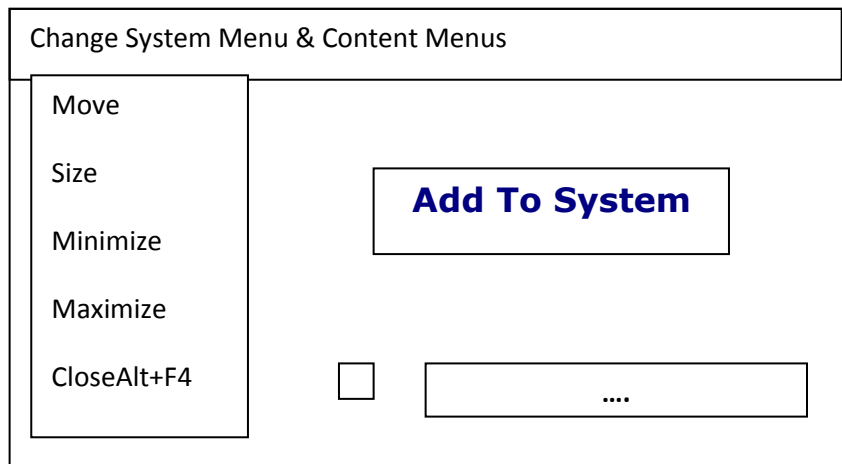 Change System Menu & Content Menus
Move
Size
Minimize
Maximize
CloseAlt+F4
Add To System
....